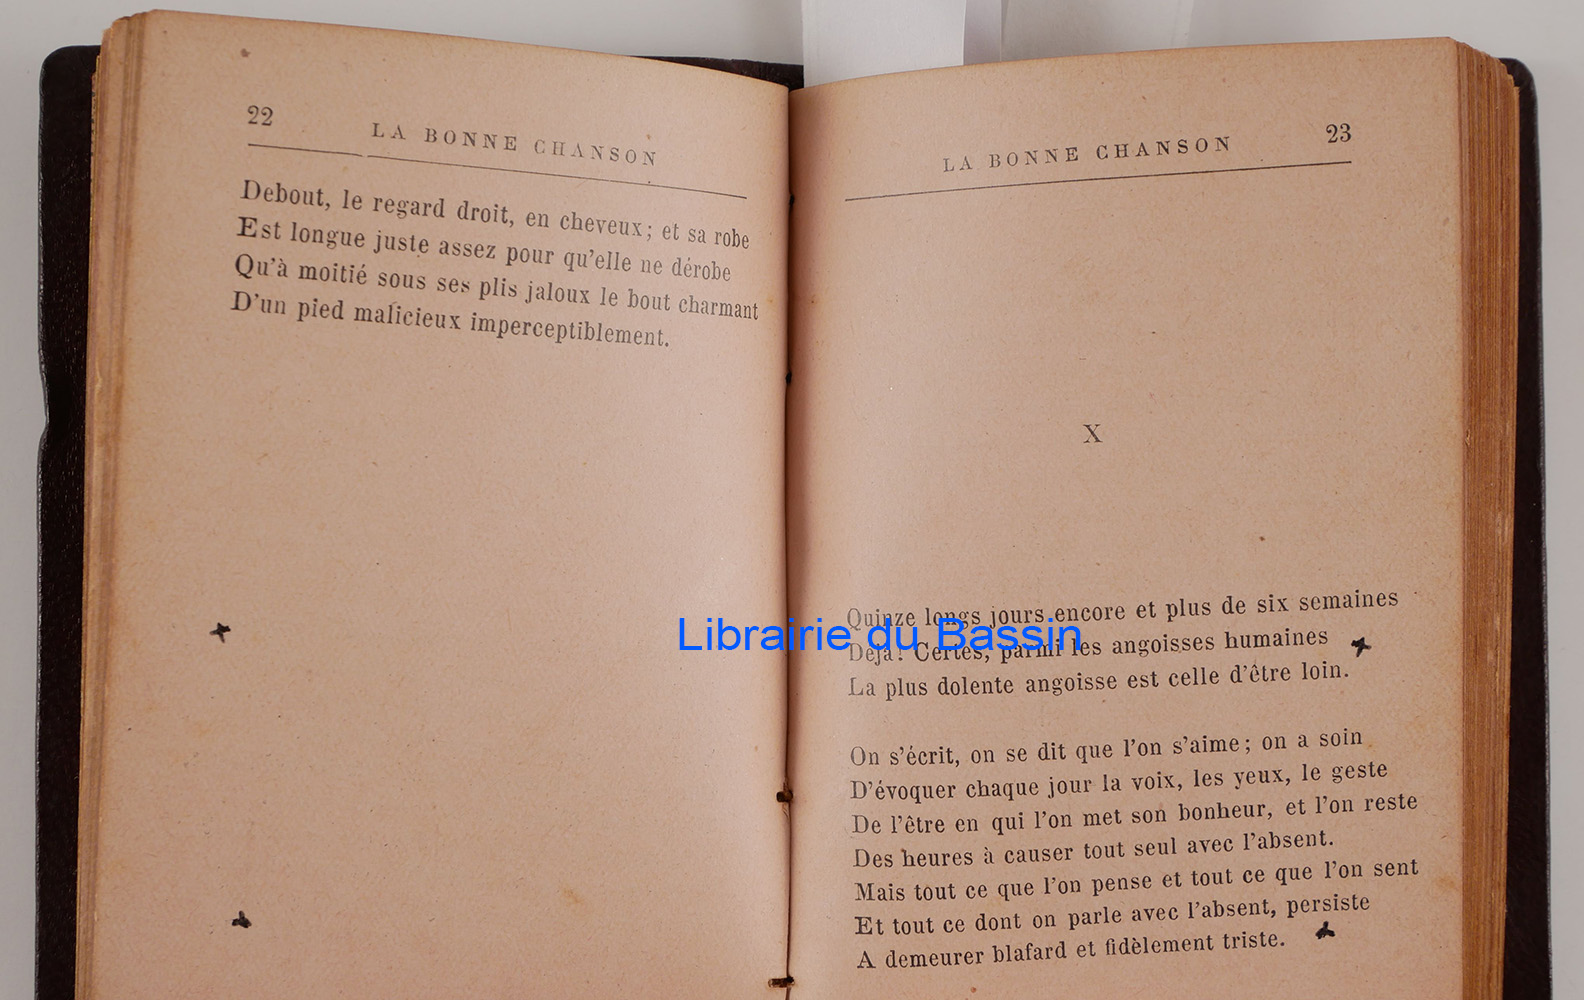 22
LA BONNE CHANSON
Debout, le regard droit, en cheveux; et sa robe
Est longue juste assez pour qu'elle ne dérobe
Qu'à moitié sous ses plis jaloux le bout charmant
D'un pied malicieux imperceptiblement.
LA BONNE CHANSON
23
X
Quinze longs jours encore et plus de six semaines
Déjà! Certes, parmi les angoisses humaines
La plus dolente angoisse est celle d'être loin.
On s'écrit, on se dit que l'on s'aime; on a soin
D'évoquer chaque jour la voix, les yeux, le geste
De l'être en qui l'on met son bonheur, et l'on reste
Des heures à causer tout seul avec l'absent.
Mais tout ce que l'on pense et tout ce que l'on sent
Et tout ce dont on parle avec l'absent, persiste
A demeurer blafard et fidèlement triste.
Librairie du Bassin